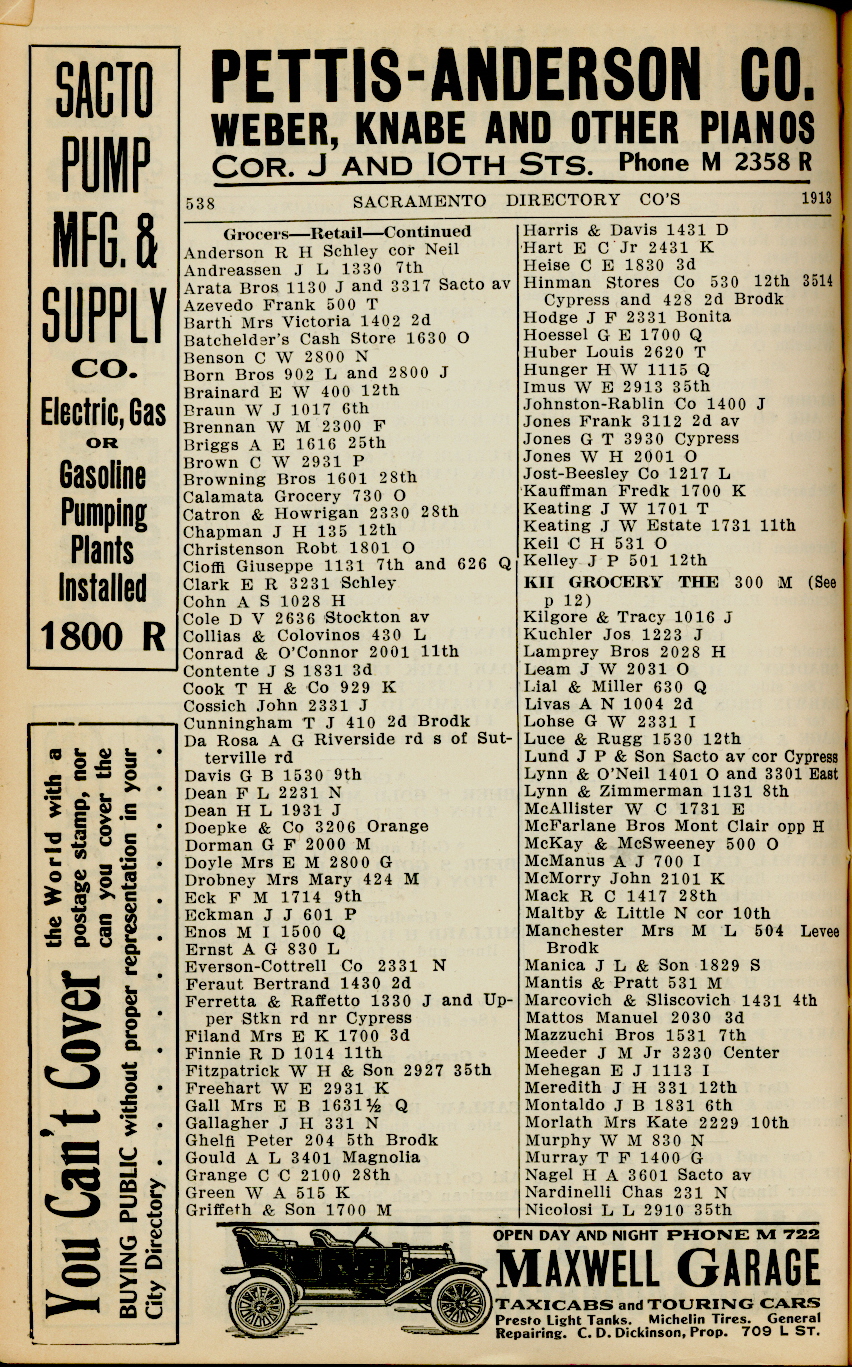 PETTIS-ANDERSON CO.
WEBER, KNABE AND OTHER PIANOS
COR. J AND 10TH STS. Phone M 2358 R
SACTO
PUMP
MFG. &
SUPPLY
CO.
Electric, Gas
OR
Gasoline
Pumping
Plants
Installed
1800 R
You Can't Cover
the World with a
postage stamp, nor
can you cover the
BUYING PUBLIC without proper representation in your
City Directory . . . . . . . . .
538 SACRAMENTO DIRECTORY CO'S 1913
Grocers—Retail—Continued
Anderson R H Schley cor Neil
Andreassen J L 1330 7th
Arata Bros 1130 J and 3317 Sacto av
Azevedo Frank 500 T
Barth Mrs Victoria 1402 2d
Batchelder's Cash Store 1630 O
Benson C W 2800 N
Born Bros 902 L and 2800 J
Brainard E W 400 12th
Braun W J 1017 6th
Brennan W M 2300 F
Briggs A E 1616 25th
Brown C W 2931 P
Browning Bros 1601 28th
Calamata Grocery 730 O
Catron & Howrigan 2330 28th
Chapman J H 135 12th
Christenson Robt 1801 O
Cioffi Giuseppe 1131 7th and 626 Q
Clark E R 3231 Schley
Cohn A S 1028 H
Cole D V 2636 Stockton av
Collias & Colovinos 430 L
Conrad & O'Connor 2001 11th
Contente J S 1831 3d
Cook T H & Co 929 K
Cossich John 2331 J
Cunningham T J 410 2d Brodk
Da Rosa A G Riverside rd s of Sut-
terville rd
Davis G B 1530 9th
Dean F L 2231 N
Dean H L 1931 J
Doepke & Co 3206 Orange
Dorman G F 2000 M
Doyle Mrs E M 2800 G
Drobney Mrs Mary 424 M
Eck F M 1714 9th
Eckman J J 601 P
Enos M I 1500 Q
Ernst A G 830 L
Everson-Cottrell Co 2331 N
Feraut Bertrand 1430 2d
Ferretta & Raffetto 1330 J and Up-
per Stkn rd nr Cypress
Filand Mrs E K 1700 3d
Finnie R D 1014 11th
Fitzpatrick W H & Son 2927 35th
Freehart W E 2931 K
Gall Mrs E B 1631½ Q
Gallagher J H 331 N
Ghelfi Peter 204 5th Brodk
Gould A L 3401 Magnolia
Grange C C 2100 28th
Green W A 515 K
Griffeth & Son 1700 M
Harris & Davis 1431 D
Hart E C Jr 2431 K
Heise C E 1830 3d
Hinman Stores Co 530 12th 3514
Cypress and 428 2d Brodk
Hodge J F 2331 Bonita
Hoessel G E 1700 Q
Huber Louis 2620 T
Hunger H W 1115 Q
Imus W E 2913 35th
Johnston-Rablin Co 1400 J
Jones Frank 3112 2d av
Jones G T 3930 Cypress
Jones W H 2001 O
Jost-Beesley Co 1217 L
Kauffman Fredk 1700 K
Keating J W 1701 T
Keating J W Estate 1731 11th
Keil C H 531 O
Kelley J P 501 12th
KII GROCERY THE 300 M (See
p 12)
Kilgore & Tracy 1016 J
Kuchler Jos 1223 J
Lamprey Bros 2028 H
Leam J W 2031 O
Lial & Miller 630 Q
Livas A N 1004 2d
Lohse G W 2331 I
Luce & Rugg 1530 12th
Lund J P & Son Sacto av cor Cypress
Lynn & O'Neil 1401 O and 3301 East
Lynn & Zimmerman 1131 8th
McAllister W C 1731 E
McFarlane Bros Mont Clair opp H
McKay & McSweeney 500 O
McManus A J 700 I
McMorry John 2101 K
Mack R C 1417 28th
Maltby & Little N cor 10th
Manchester Mrs M L 504 Levee
Brodk
Manica J L & Son 1829 S
Mantis & Pratt 531 M
Marcovich & Sliscovich 1431 4th
Mattos Manuel 2030 3d
Mazzuchi Bros 1531 7th
Meeder J M Jr 3230 Center
Mehegan E J 1113 I
Meredith J H 331 12th
Montaldo J B 1831 6th
Morlath Mrs Kate 2229 10th
Murphy W M 830 N
Murray T F 1400 G
Nagel H A 3601 Sacto av
Nardinelli Chas 231 N
Nicolosi L L 2910 35th
OPEN DAY AND NIGHT PHONE M 722
MAXWELL GARAGE
TAXICABS and TOURING CARS
Presto Light Tanks. Michelin Tires. General
Repairing. C. D. Dickinson, Prop. 709 L ST.